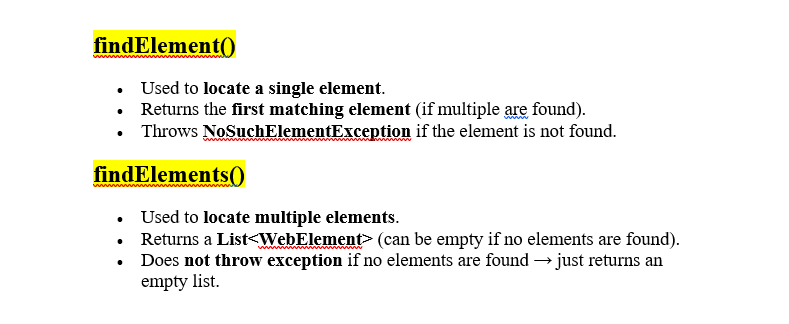 findElement()
• Used to locate a single element.
• Returns the first matching element (if multiple are found).
• Throws NoSuchElementException if the element is not found.
findElements()
• Used to locate multiple elements.
• Returns a List<WebElement> (can be empty if no elements are found).
• Does not throw exception if no elements are found → just returns an
empty list.